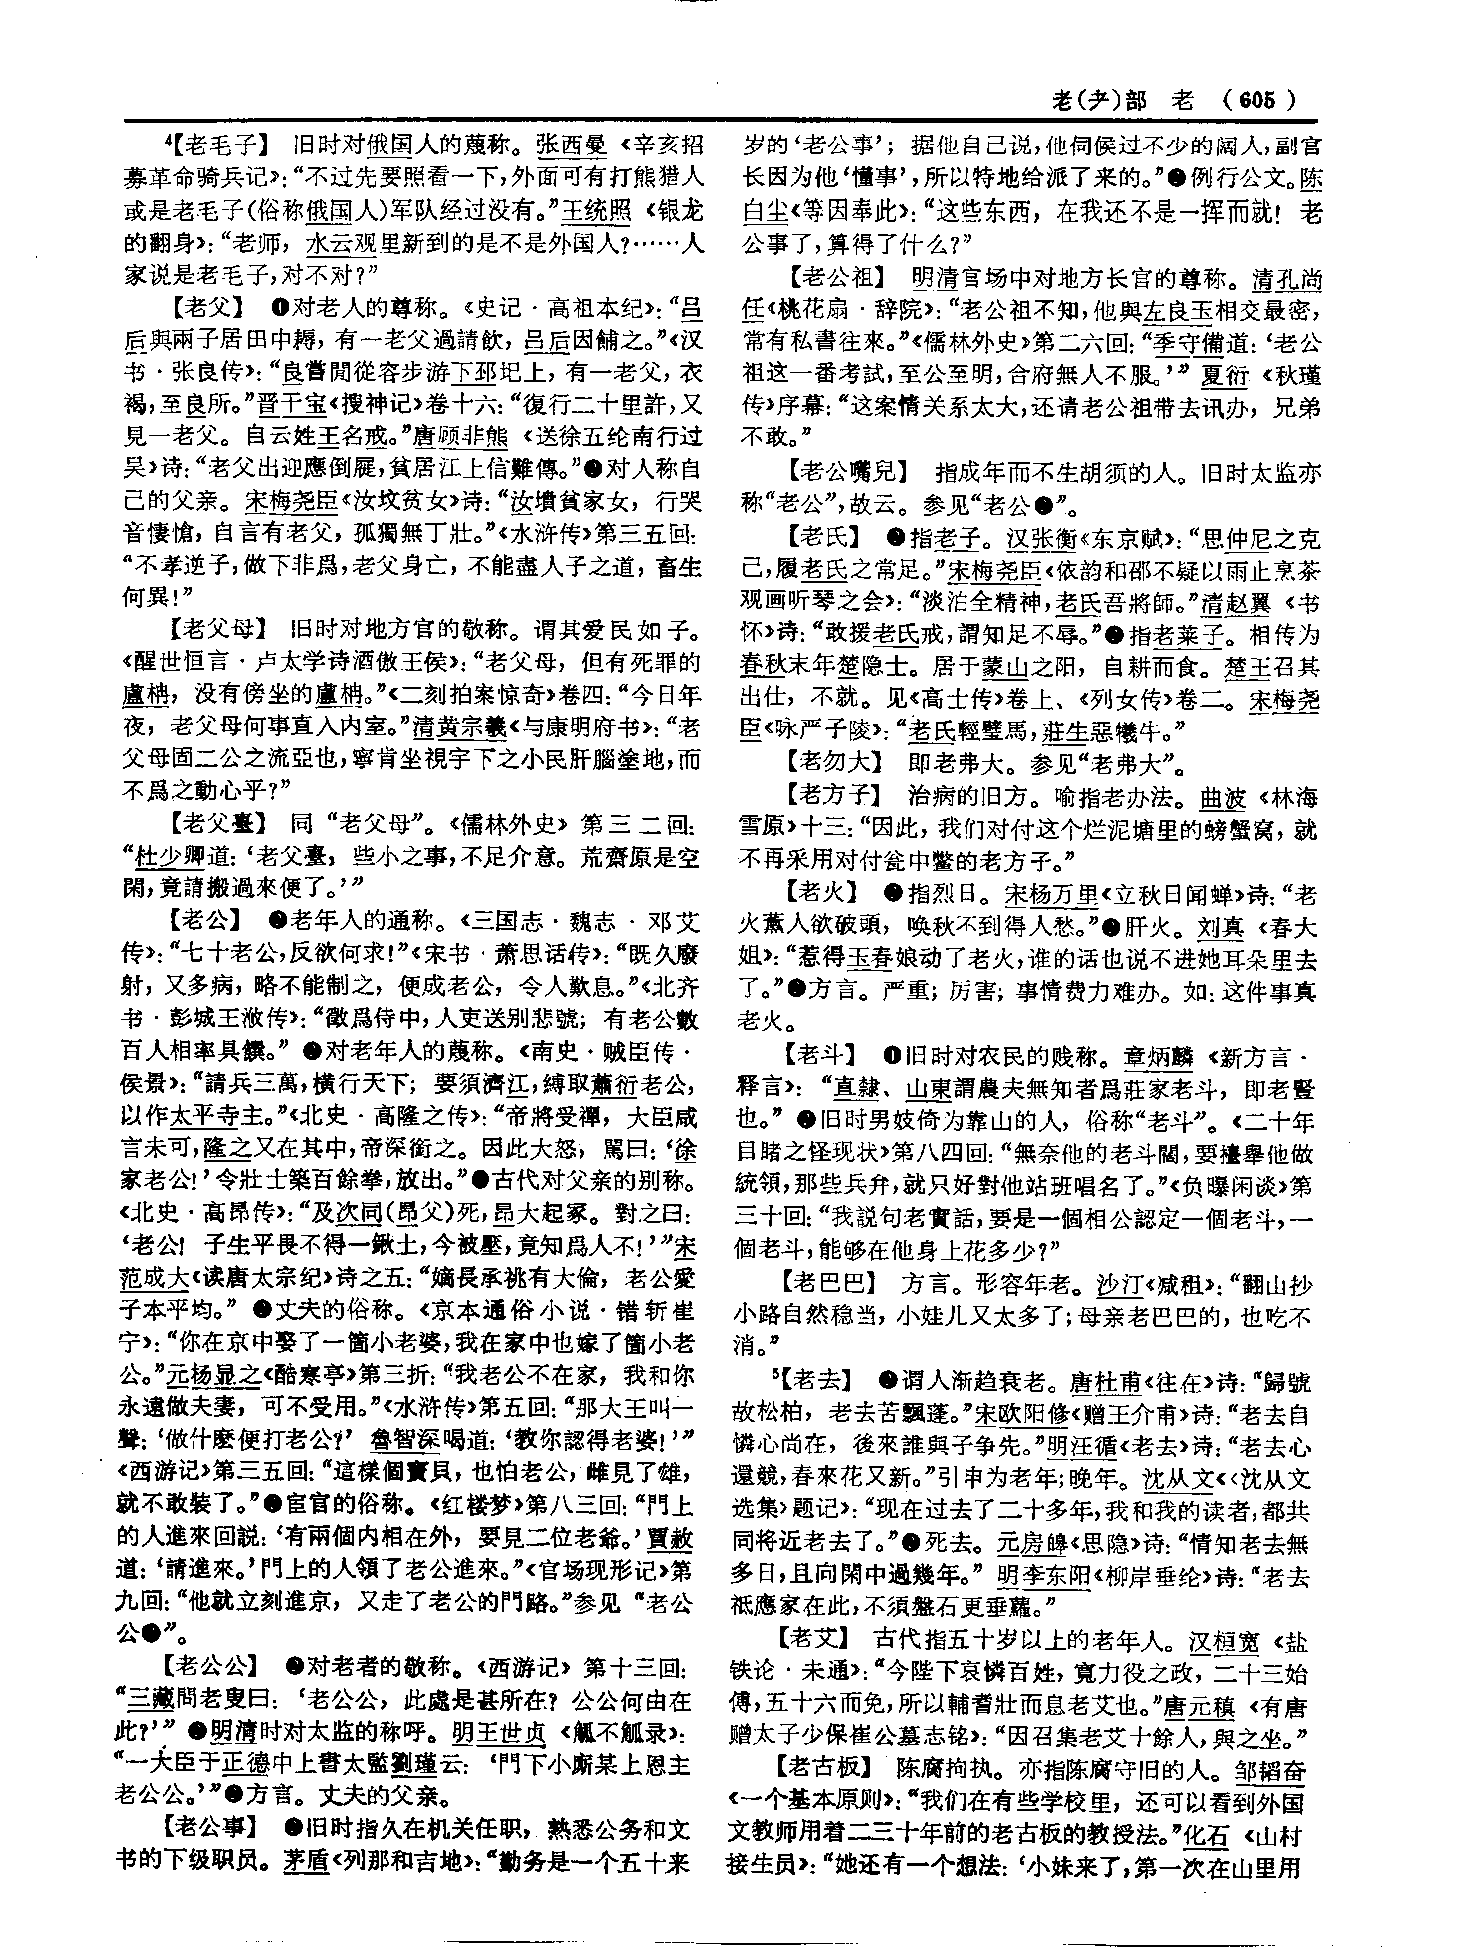 老(耂)部　老　（605）
⁴【老毛子】　旧时对俄国人的蔑称。张西曼《辛亥招
募革命骑兵记》：“不过先要照看一下，外面可有打熊猎人
或是老毛子(俗称俄国人)军队经过没有。”王统照《银龙
的翻身》：“老师，水云观里新到的是不是外国人？……人
家说是老毛子，对不对？”
【老父】　❶对老人的尊称。《史记·高祖本纪》：“吕
后與兩子居田中耨，有一老父過請飲，吕后因餔之。”《汉
书·张良传》：“良嘗閒從容步游下邳圯上，有一老父，衣
褐，至良所。”晋干宝《搜神记》卷十六：“復行二十里許，又
見一老父。自云姓王名戒。”唐顾非熊《送徐五纶南行过
吴》诗：“老父出迎應倒屣，貧居江上信難傳。”❷对人称自
己的父亲。宋梅尧臣《汝坟贫女》诗：“汝墳貧家女，行哭
音悽愴，自言有老父，孤獨無丁壯。”《水浒传》第三五回：
“不孝逆子，做下非爲，老父身亡，不能盡人子之道，畜生
何異！”
【老父母】　旧时对地方官的敬称。谓其爱民如子。
《醒世恒言·卢太学诗酒傲王侯》：“老父母，但有死罪的
盧柟，没有傍坐的盧柟。”《二刻拍案惊奇》卷四：“今日年
夜，老父母何事直入内室。”清黄宗羲《与康明府书》：“老
父母固二公之流亞也，寧肯坐視宇下之小民肝腦塗地，而
不爲之動心乎？”
【老父臺】　同“老父母”。《儒林外史》第三二回：
“杜少卿道：‘老父臺，些小之事，不足介意。荒齋原是空
閑，竟請搬過來便了。’”
【老公】　❶老年人的通称。《三国志·魏志·邓艾
传》：“七十老公，反欲何求！”《宋书·萧思话传》：“既久廢
射，又多病，略不能制之，便成老公，令人歎息。”《北齐
书·彭城王浟传》：“徵爲侍中，人吏送别悲號；有老公數
百人相率具饌。”❷对老年人的蔑称。《南史·贼臣传·
侯景》：“請兵三萬，横行天下；要須濟江，縛取蕭衍老公，
以作太平寺主。”《北史·高隆之传》：“帝將受禪，大臣咸
言未可，隆之又在其中，帝深銜之。因此大怒，駡曰：‘徐
家老公！’令壯士築百餘拳，放出。”❸古代对父亲的别称。
《北史·高昂传》：“及次同(昂父)死，昂大起冢。對之曰：
‘老公！子生平畏不得一鍬土，今被壓，竟知爲人不！’”宋
范成大《读唐太宗纪》诗之五：“嫡長承祧有大倫，老公愛
子本平均。”❹丈夫的俗称。《京本通俗小说·错斩崔
宁》：“你在京中娶了一箇小老婆，我在家中也嫁了箇小老
公。”元杨显之《酷寒亭》第三折：“我老公不在家，我和你
永遠做夫妻，可不受用。”《水浒传》第五回：“那大王叫一
聲：‘做什麽便打老公？’魯智深喝道：‘教你認得老婆！’”
《西游记》第三五回：“這樣個寶貝，也怕老公，雌見了雄，
就不敢裝了。”❺宦官的俗称。《红楼梦》第八三回：“門上
的人進來回説：‘有兩個内相在外，要見二位老爺。’賈赦
道：‘請進來。’門上的人領了老公進來。”《官场现形记》第
九回：“他就立刻進京，又走了老公的門路。”参见“老公
公❷”。
【老公公】　❶对老者的敬称。《西游记》第十三回：
“三藏問老叟曰：‘老公公，此處是甚所在？公公何由在
此？’”❷明清时对太监的称呼。明王世贞《觚不觚录》：
“一大臣于正德中上書太監劉瑾云：‘門下小廝某上恩主
老公公。’”❸方言。丈夫的父亲。
【老公事】　❶旧时指久在机关任职，熟悉公务和文
书的下级职员。茅盾《列那和吉地》：“勤务是一个五十来
岁的‘老公事’；据他自己说，他伺侯过不少的阔人，副官
长因为他‘懂事’，所以特地给派了来的。”❷例行公文。陈
白尘《等因奉此》：“这些东西，在我还不是一挥而就！老
公事了，算得了什么？”
【老公祖】　明清官场中对地方长官的尊称。清孔尚
任《桃花扇·辞院》：“老公祖不知，他與左良玉相交最密，
常有私書往來。”《儒林外史》第二六回：“季守備道：‘老公
祖这一番考試，至公至明，合府無人不服。’”夏衍《秋瑾
传》序幕：“这案情关系太大，还请老公祖带去讯办，兄弟
不敢。”
【老公嘴兒】　指成年而不生胡须的人。旧时太监亦
称“老公”，故云。参见“老公❺”。
【老氏】　❶指老子。汉张衡《东京赋》：“思仲尼之克
己，履老氏之常足。”宋梅尧臣《依韵和邵不疑以雨止烹茶
观画听琴之会》：“淡泊全精神，老氏吾將師。”清赵翼《书
怀》诗：“敢援老氏戒，謂知足不辱。”❷指老莱子。相传为
春秋末年楚隐士。居于蒙山之阳，自耕而食。楚王召其
出仕，不就。见《高士传》卷上、《列女传》卷二。宋梅尧
臣《咏严子陵》：“老氏輕璧馬，莊生惡犧牛。”
【老勿大】　即老弗大。参见“老弗大”。
【老方子】　治病的旧方。喻指老办法。曲波《林海
雪原》十三：“因此，我们对付这个烂泥塘里的螃蟹窝，就
不再采用对付瓮中鳖的老方子。”
【老火】　❶指烈日。宋杨万里《立秋日闻蝉》诗：“老
火薰人欲破頭，唤秋不到得人愁。”❷肝火。刘真《春大
姐》：“惹得玉春娘动了老火，谁的话也说不进她耳朵里去
了。”❸方言。严重；厉害；事情费力难办。如：这件事真
老火。
【老斗】　❶旧时对农民的贱称。章炳麟《新方言·
释言》：“直隸、山東謂農夫無知者爲莊家老斗，即老豎
也。”❷旧时男妓倚为靠山的人，俗称“老斗”。《二十年
目睹之怪现状》第八四回：“無奈他的老斗闊，要擡舉他做
統領，那些兵弁，就只好對他站班唱名了。”《负曝闲谈》第
三十回：“我説句老實話，要是一個相公認定一個老斗，一
個老斗，能够在他身上花多少？”
【老巴巴】　方言。形容年老。沙汀《减租》：“翻山抄
小路自然稳当，小娃儿又太多了；母亲老巴巴的，也吃不
消。”
⁵【老去】　❶谓人渐趋衰老。唐杜甫《往在》诗：“歸號
故松柏，老去苦飄蓬。”宋欧阳修《赠王介甫》诗：“老去自
憐心尚在，後來誰與子争先。”明汪循《老去》诗：“老去心
還競，春來花又新。”引申为老年；晚年。沈从文《〈沈从文
选集〉题记》：“现在过去了二十多年，我和我的读者，都共
同将近老去了。”❷死去。元房皞《思隐》诗：“情知老去無
多日，且向閑中過幾年。”明李东阳《柳岸垂纶》诗：“老去
祇應家在此，不須盤石更垂蘿。”
【老艾】　古代指五十岁以上的老年人。汉桓宽《盐
铁论·未通》：“今陛下哀憐百姓，寬力役之政，二十三始
傅，五十六而免，所以輔耆壯而息老艾也。”唐元稹《有唐
赠太子少保崔公墓志铭》：“因召集老艾十餘人，與之坐。”
【老古板】　陈腐拘执。亦指陈腐守旧的人。邹韬奋
《一个基本原则》：“我们在有些学校里，还可以看到外国
文教师用着二三十年前的老古板的教授法。”化石《山村
接生员》：“她还有一个想法：‘小妹来了，第一次在山里用